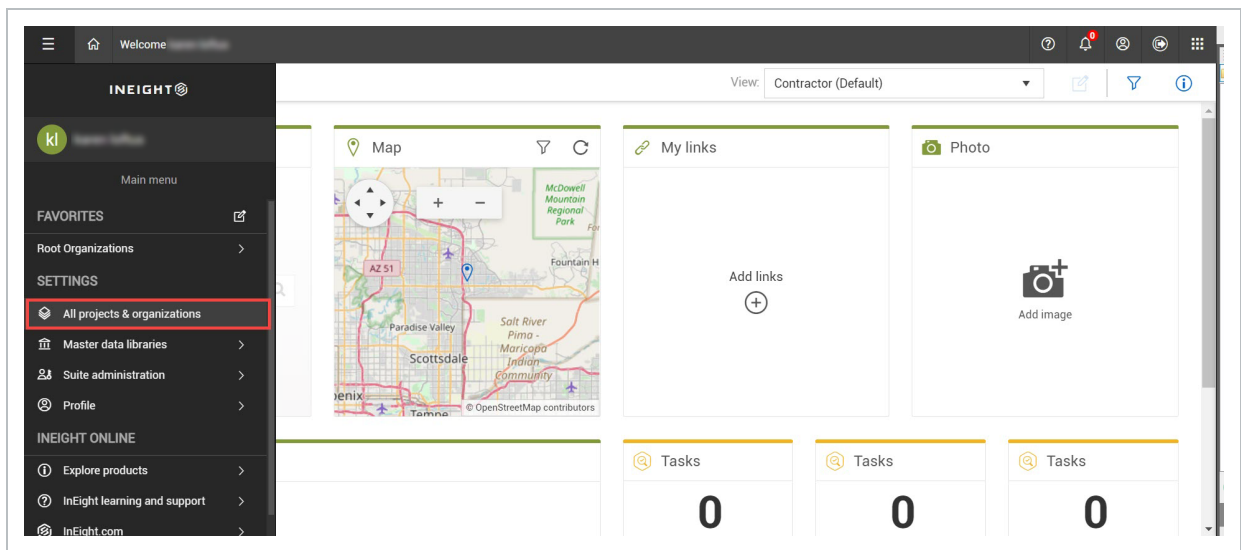 Welcome
0
INEIGHT
View: Contractor (Default)
kl
Main menu
FAVORITES
Root Organizations
SETTINGS
All projects & organizations
Master data libraries
Suite administration
Profile
INEIGHT ONLINE
Explore products
InEight learning and support
InEight.com
Map
McDowell
Mountain
Regional
Park
Fountain H
AZ 51
Paradise Valley
Salt River
Pima -
Maricopa
Indian
Community
Scottsdale
Tempe
© OpenStreetMap contributors
My links
Add links
Photo
Add image
Tasks
0
Tasks
0
Tasks
0